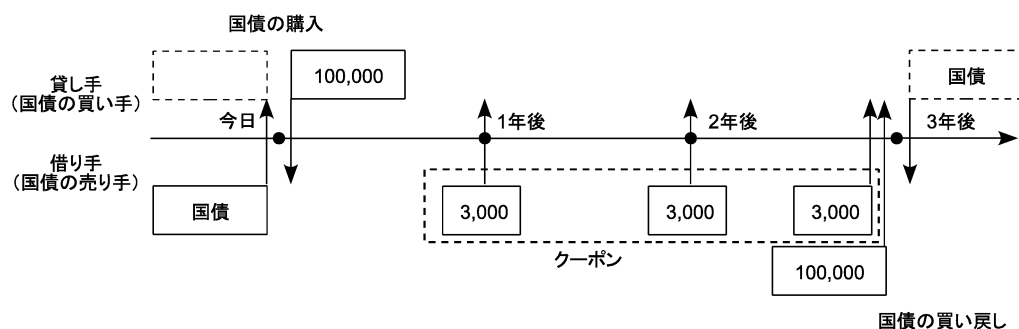 国債の購入
100,000
国債
貸し手
(国債の買い手)
今日
1年後
2年後
3年後
借り手
(国債の売り手)
国債
3,000
3,000
3,000
クーポン
100,000
国債の買い戻し